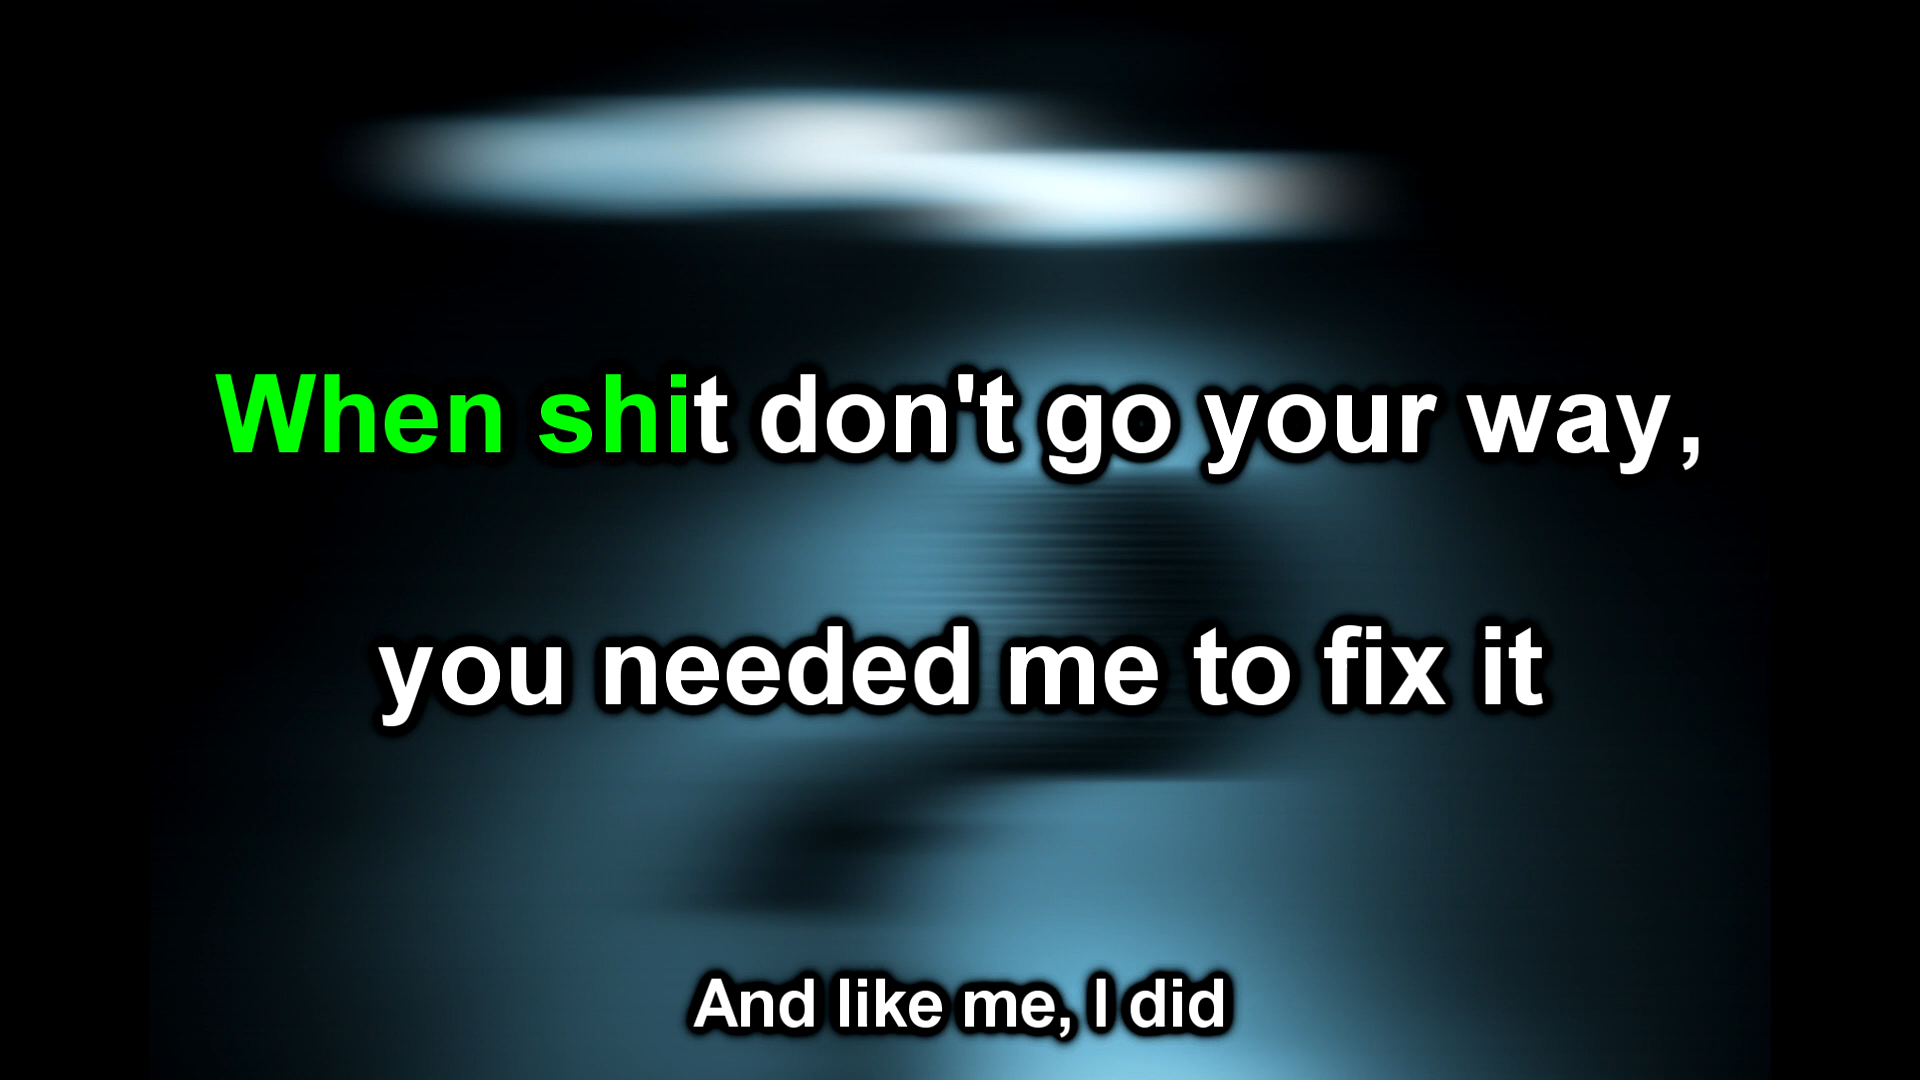 When shit don't go your way,
you needed me to fix it
And like me, I did